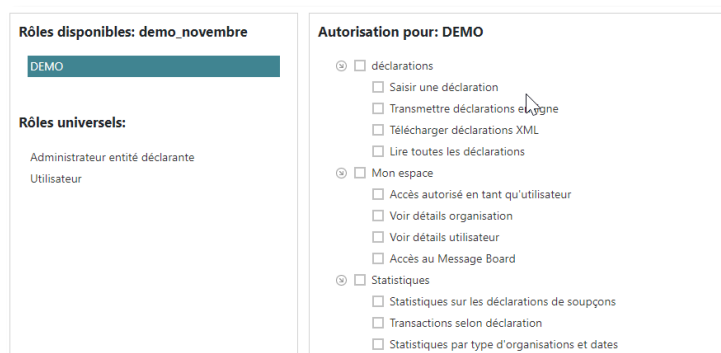 Rôles disponibles: demo_novembre
DEMO
Rôles universels:
Administrateur entité déclarante
Utilisateur
Autorisation pour: DEMO
déclarations
Saisir une déclaration
Transmettre déclarations en ligne
Télécharger déclarations XML
Lire toutes les déclarations
Mon espace
Accès autorisé en tant qu'utilisateur
Voir détails organisation
Voir détails utilisateur
Accès au Message Board
Statistiques
Statistiques sur les déclarations de soupçons
Transactions selon déclaration
Statistiques par type d'organisations et dates